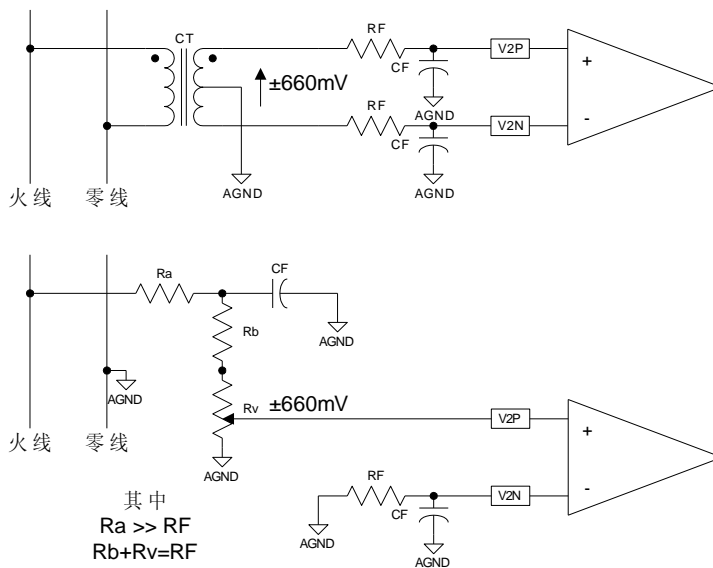 CT
RF
CF
V2P
+
±660mV
AGND
RF
CF
V2N
-
AGND
AGND
火线 零线
Ra
CF
AGND
Rb
AGND
Rv
±660mV
V2P
+
火线 零线
AGND
RF
CF
V2N
-
AGND
AGND
其中
Ra >> RF
Rb+Rv=RF